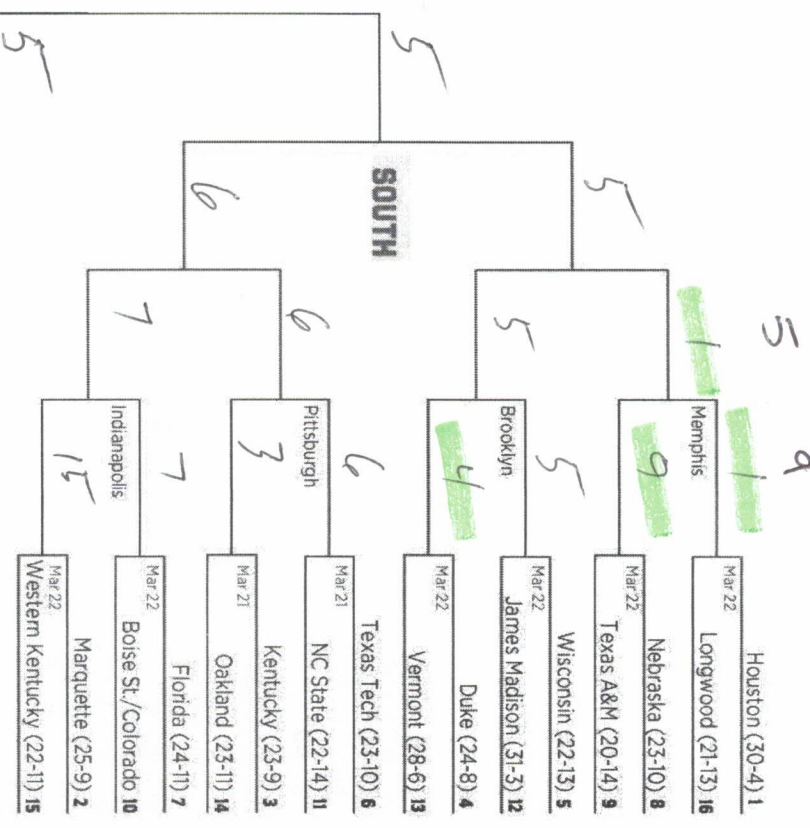 9
5
Houston (30-4) 1
1
Mar 22
Longwood (21-13) 16
Memphis
1
Nebraska (23-10) 8
9
Mar 22
Texas A&M (20-14) 9
5
Wisconsin (22-13) 5
5
Mar 22
James Madison (31-3) 12
Brooklyn
5
Duke (24-8) 4
4
Mar 22
Vermont (28-6) 13
5
SOUTH
Texas Tech (23-10) 6
6
Mar 21
NC State (22-14) 11
Pittsburgh
6
Kentucky (23-9) 3
3
Mar 21
Oakland (23-11) 14
6
Florida (24-11) 7
7
Mar 22
Boise St./Colorado 10
Indianapolis
7
Marquette (25-9) 2
15
Mar 22
Western Kentucky (22-11) 15
5